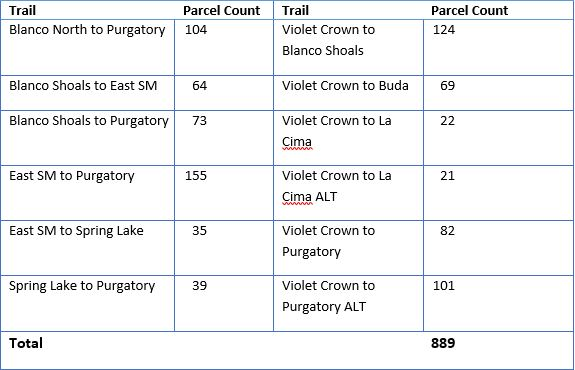 Trail Parcel Count Trail Parcel Count
Blanco North to Purgatory 104 Violet Crown to 124
Blanco Shoals
Blanco Shoals to East SM 64 Violet Crown to Buda 69
Blanco Shoals to Purgatory 73 Violet Crown to La 22
Cima
East SM to Purgatory 155 Violet Crown to La 21
Cima ALT
East SM to Spring Lake 35 Violet Crown to 82
Purgatory
Spring Lake to Purgatory 39 Violet Crown to 101
Purgatory ALT
Total 889